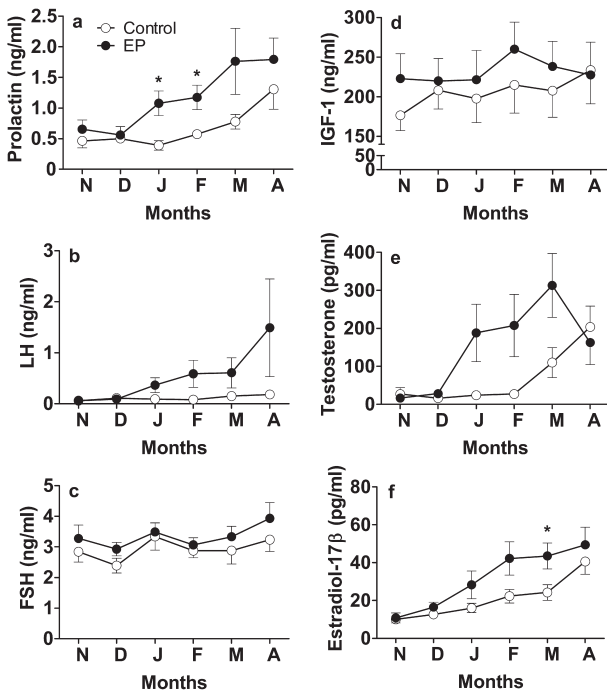 a
Control
EP
2.5
2.0
1.5
1.0
0.5
0
Prolactin (ng/ml)
*
*
N D J F M A
Months
d
300
250
200
150
50
0
IGF-1 (ng/ml)
N D J F M A
Months
b
3
2
1
0
LH (ng/ml)
N D J F M A
Months
e
400
300
200
100
0
Testosterone (pg/ml)
N D J F M A
Months
c
5
4
3
2
1
0
FSH (ng/ml)
N D J F M A
Months
f
80
60
40
20
0
Estradiol-17β (pg/ml)
*
N D J F M A
Months